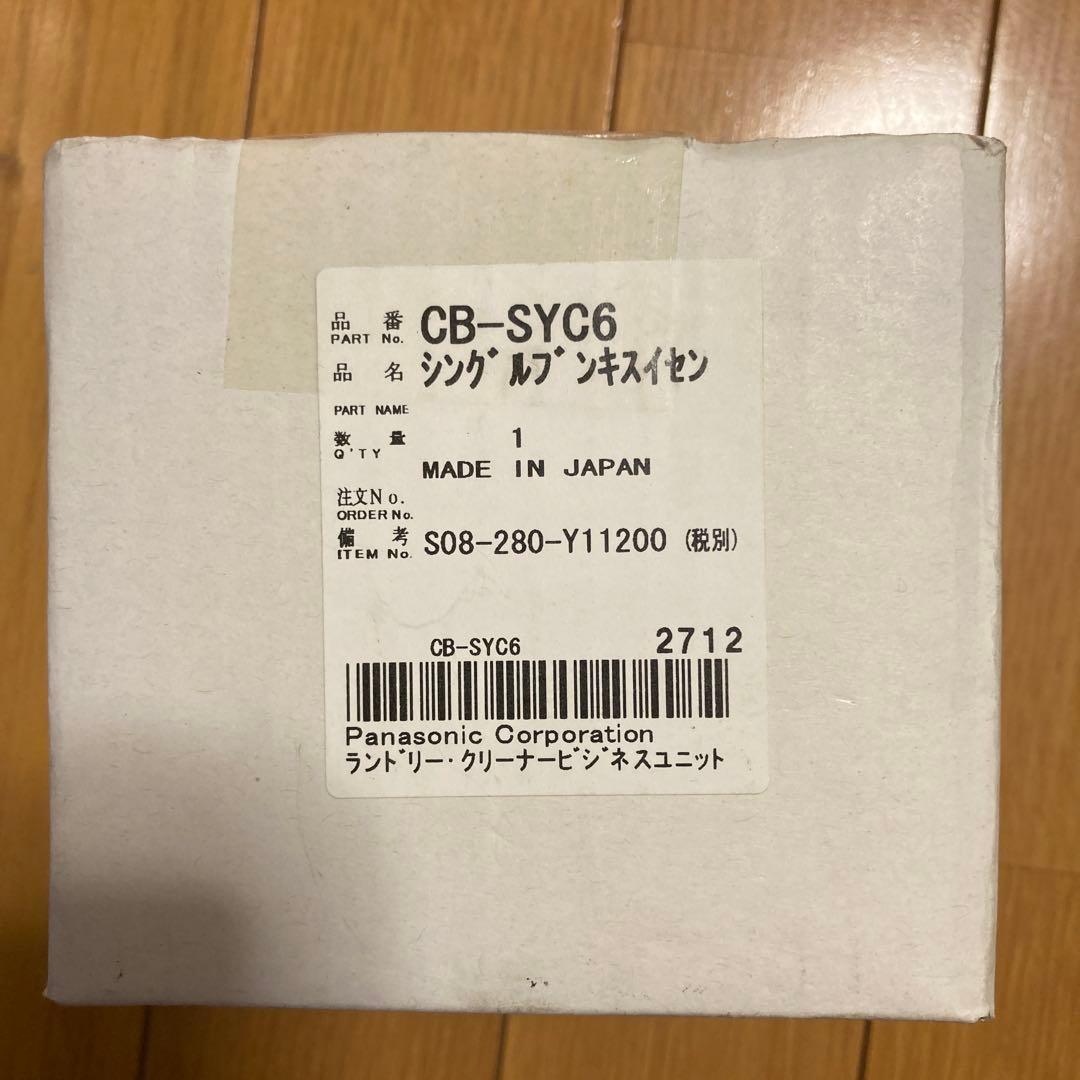 品番 CB-SYC6
PART No.
品名 シングルブンキスイセン
PART NAME
数量 1
Q'TY
MADE IN JAPAN
注文No.
ORDER No.
備考 S08-280-Y11200 (税別)
ITEM No.
CB-SYC6 2712
Panasonic Corporation
ランドリー・クリーナービジネスユニット